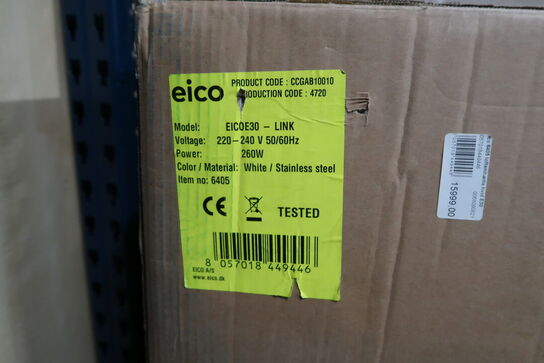 eico
PRODUCT CODE : CCGAB10010
PRODUCTION CODE : 4720
Model: EICOE30 - LINK
Voltage: 220-240 V 50/60Hz
Power: 260W
Color / Material: White / Stainless steel
Item no: 6405
CE TESTED
8 057018 449446
EICO A/S
www.eico.dk
15999.00